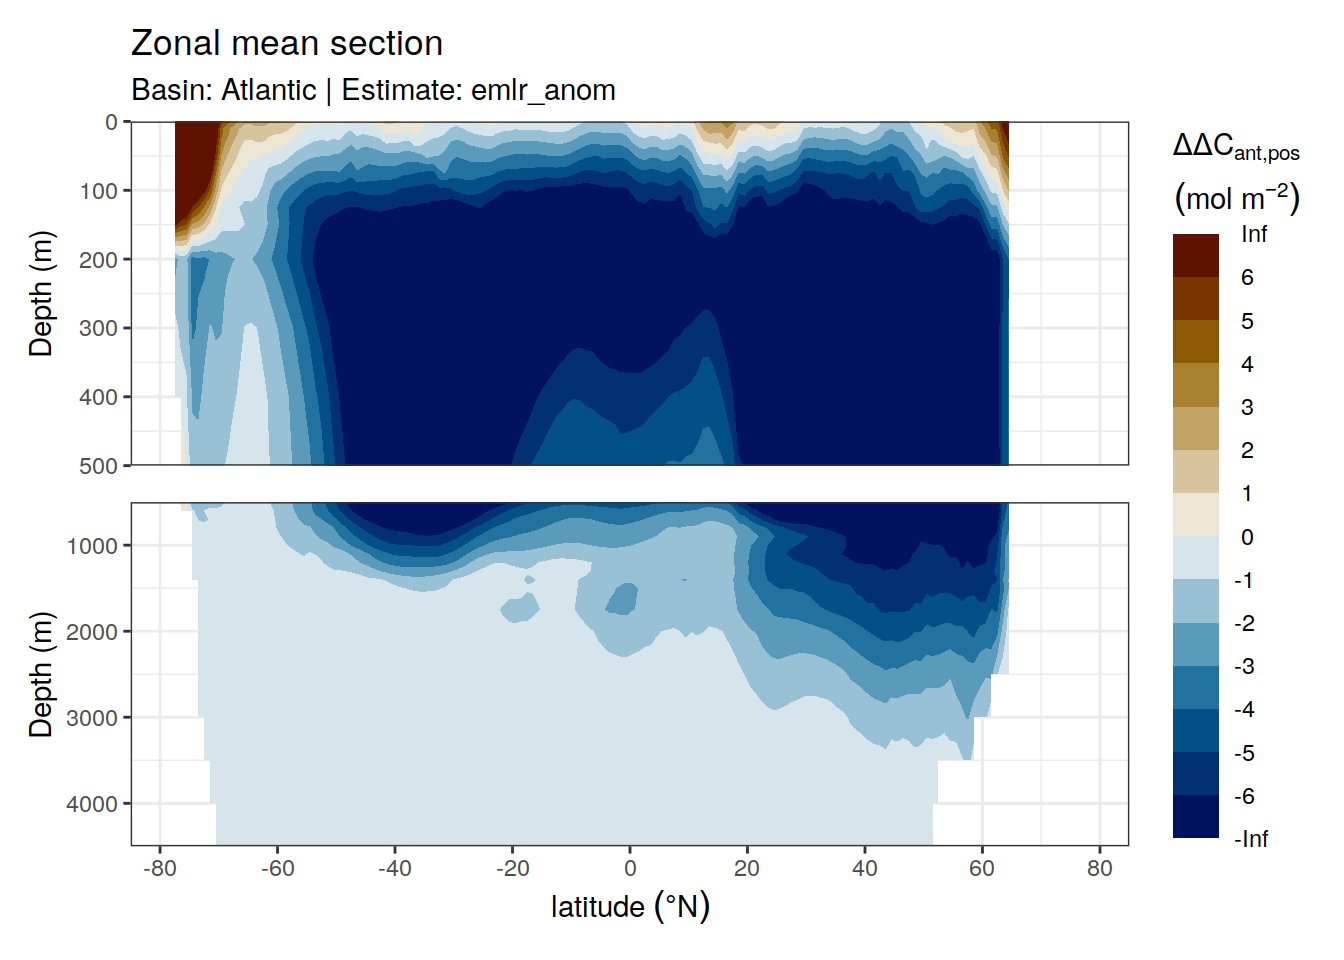 Zonal mean section
Basin: Atlantic | Estimate: emlr_anom
0
100
200
300
400
500
Depth (m)
1000
2000
3000
4000
Depth (m)
-80 -60 -40 -20 0 20 40 60 80
latitude (°N)
ΔΔCant,pos
(mol m−2)
Inf
6
5
4
3
2
1
0
-1
-2
-3
-4
-5
-6
-Inf